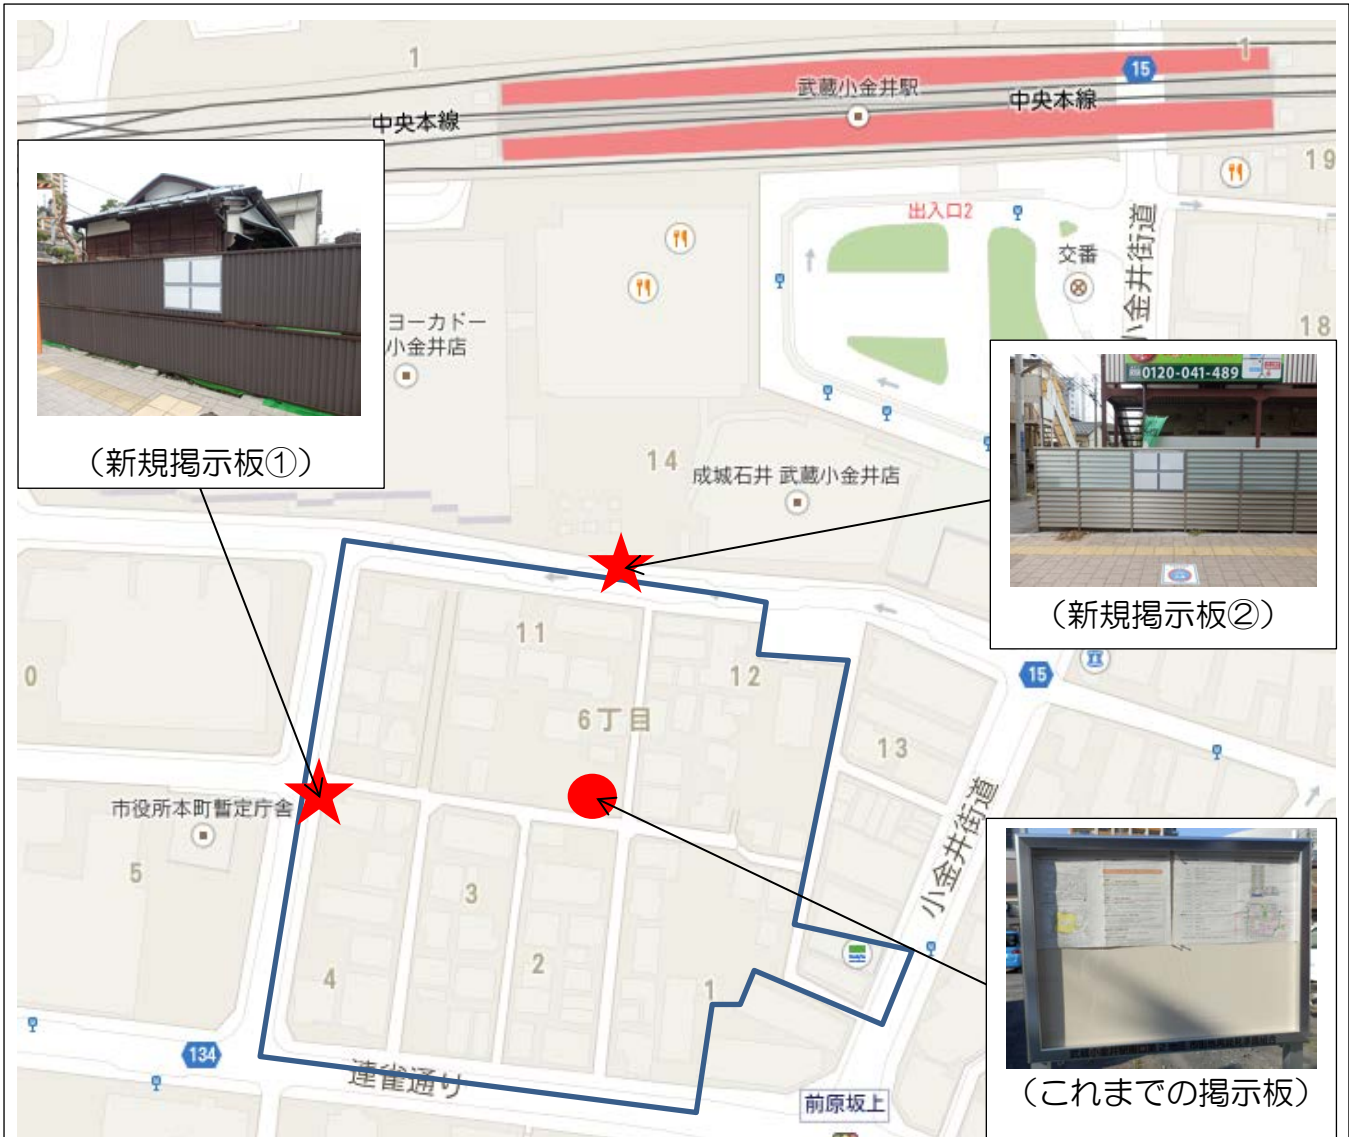 1
1
15
武蔵小金井駅
中央本線
中央本線
19
出入口2
交番
小金井街道
18
ヨーカドー
小金井店
（新規掲示板①）
0120-041-489
14
成城石井 武蔵小金井店
（新規掲示板②）
11
12
0
15
6丁目
13
市役所本町暫定庁舎
小金井街道
5
3
2
4
1
134
連雀通り
前原坂上
（これまでの掲示板）